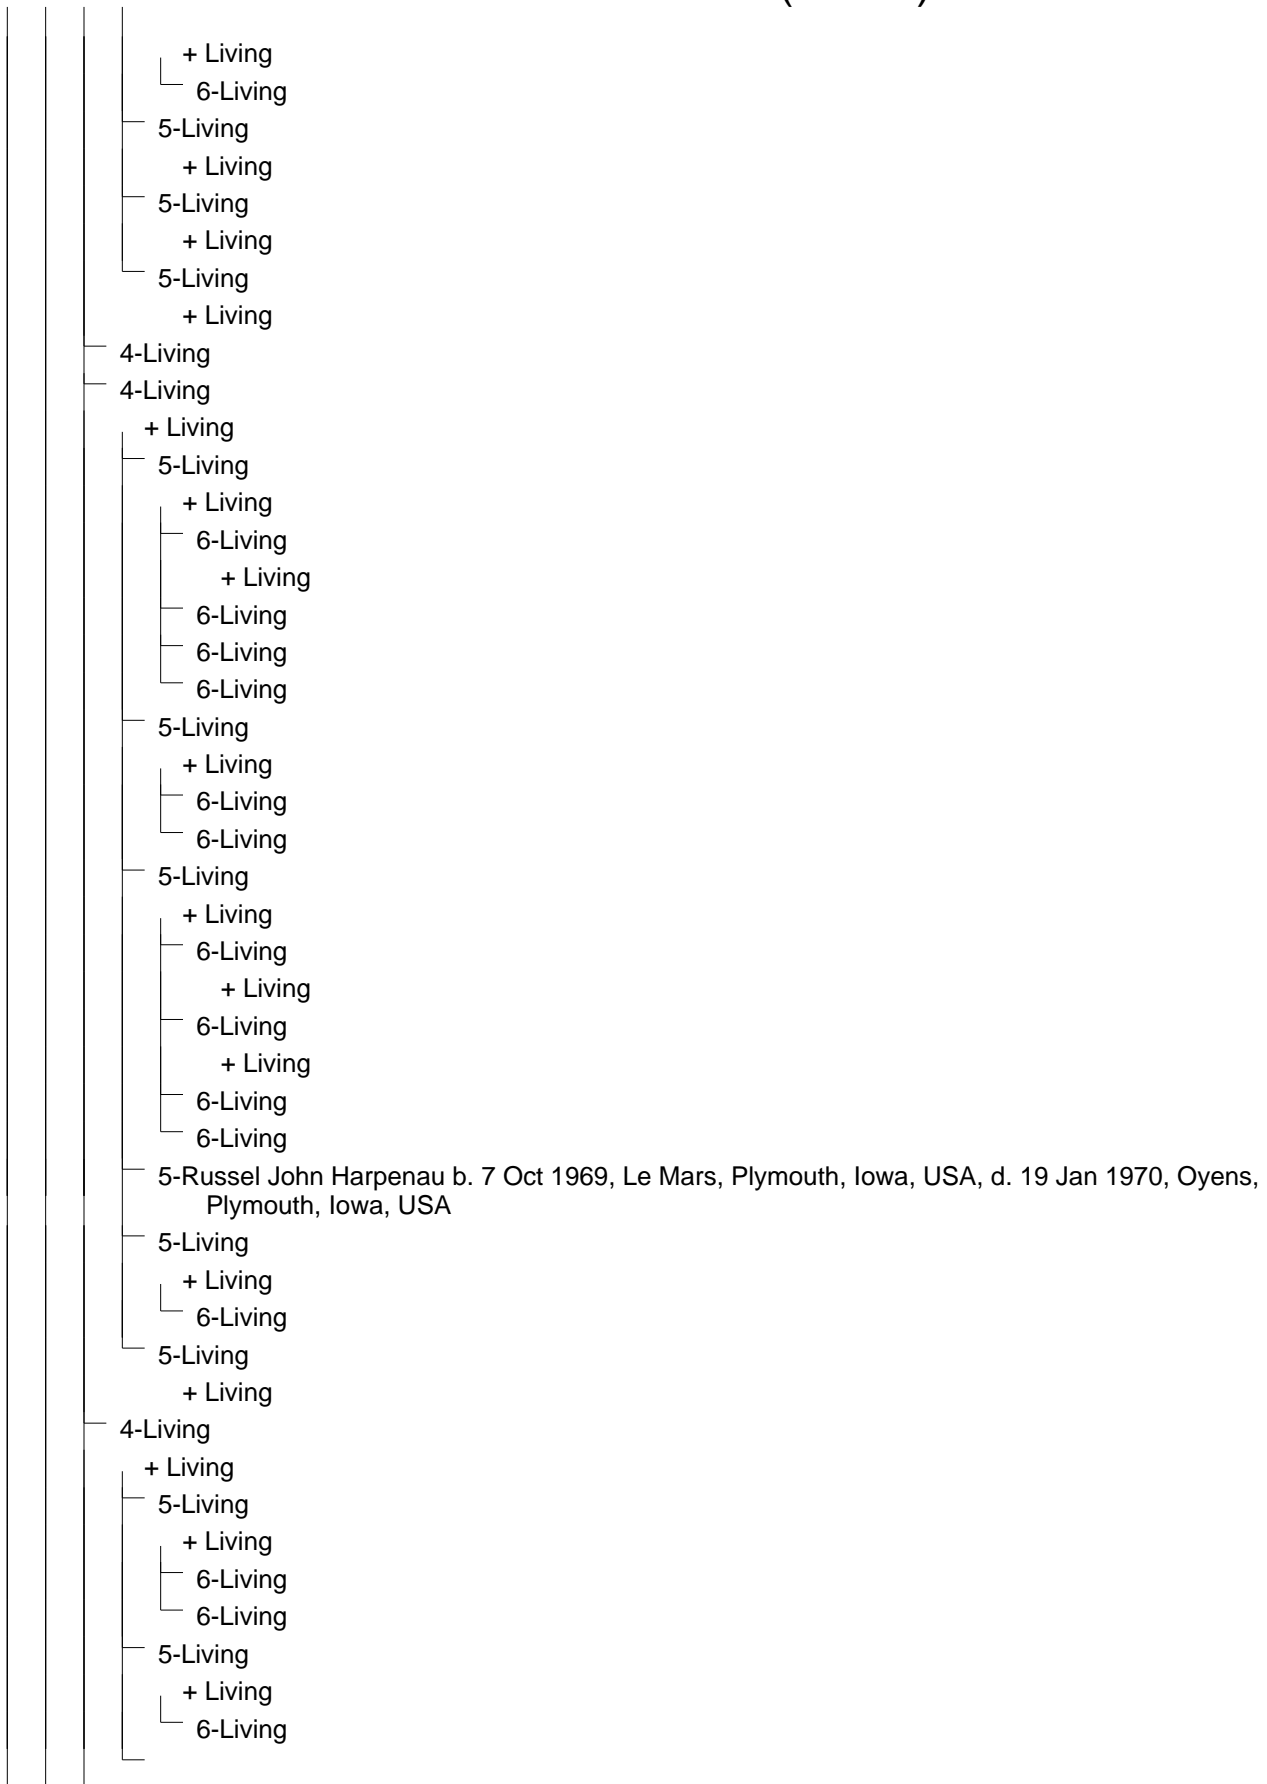 + Living
6-Living
5-Living
+ Living
5-Living
+ Living
5-Living
+ Living
4-Living
4-Living
+ Living
5-Living
+ Living
6-Living
+ Living
6-Living
6-Living
6-Living
5-Living
+ Living
6-Living
6-Living
5-Living
+ Living
6-Living
+ Living
6-Living
+ Living
6-Living
6-Living
5-Russel John Harpenau b. 7 Oct 1969, Le Mars, Plymouth, Iowa, USA, d. 19 Jan 1970, Oyens,
Plymouth, Iowa, USA
5-Living
+ Living
6-Living
5-Living
+ Living
4-Living
+ Living
5-Living
+ Living
6-Living
6-Living
5-Living
+ Living
6-Living